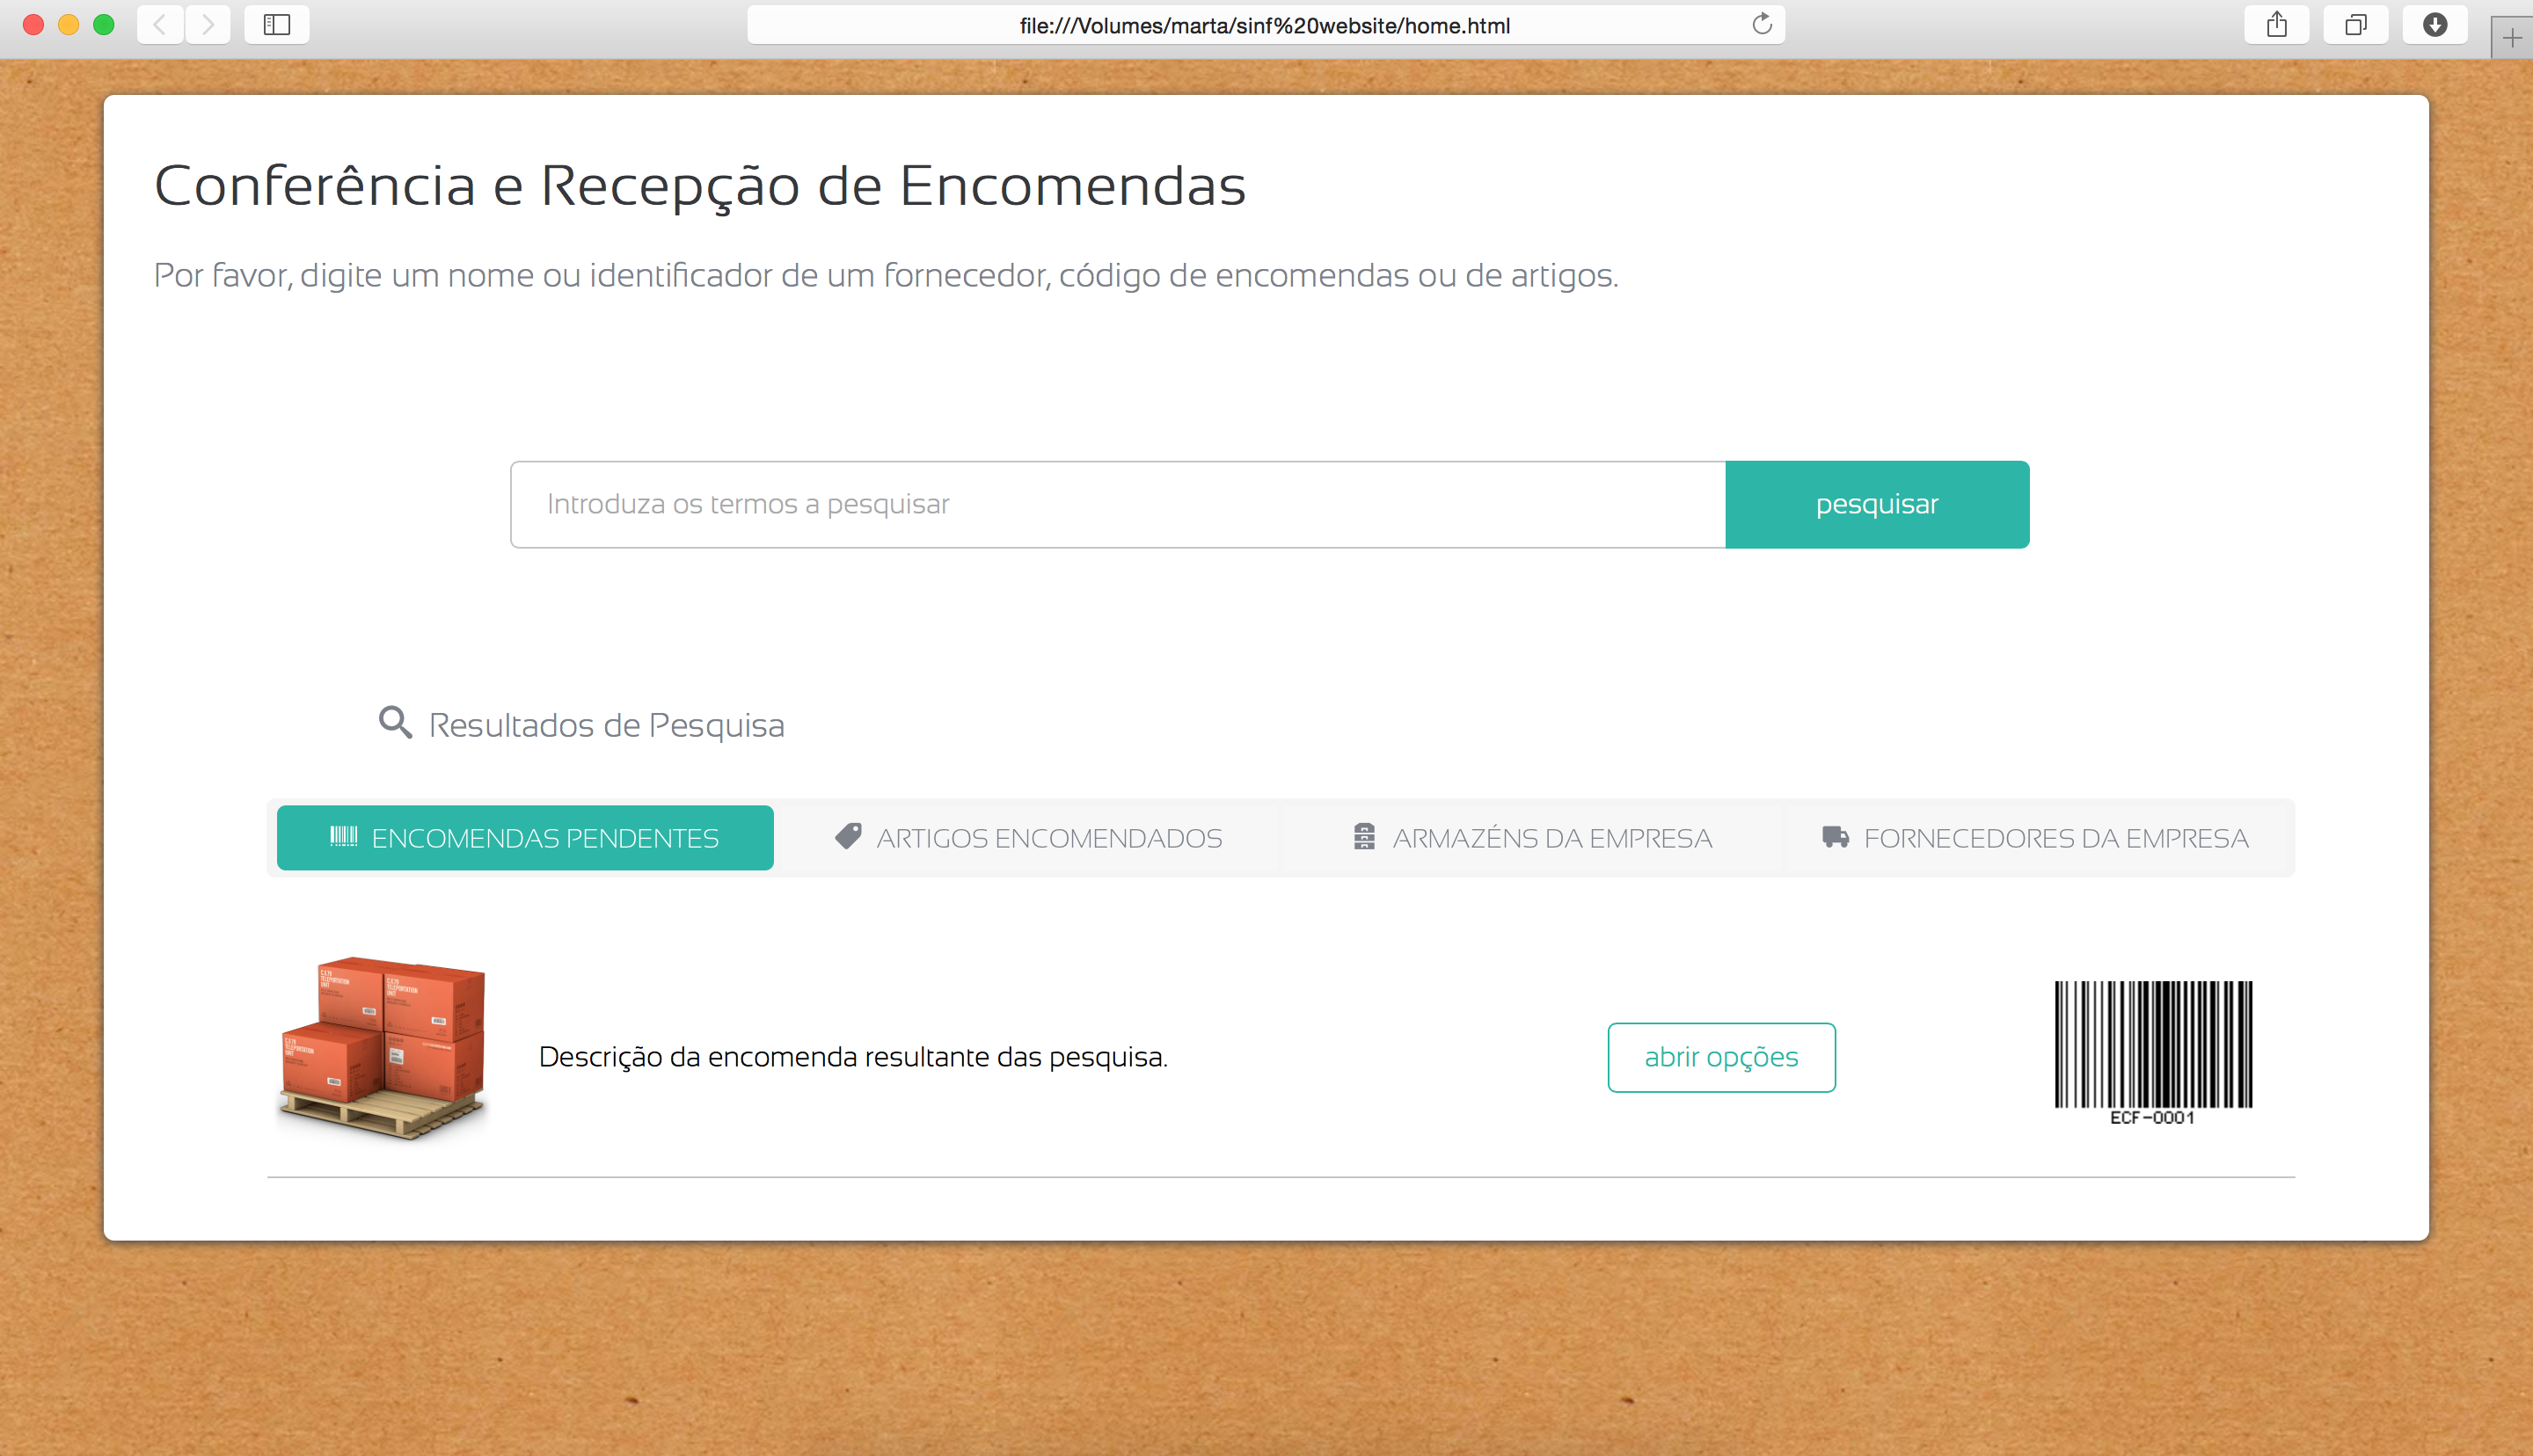 file:///Volumes/marta/sinf%20website/home.html
Conferência e Recepção de Encomendas
Por favor, digite um nome ou identificador de um fornecedor, código de encomendas ou de artigos.
Introduza os termos a pesquisar
pesquisar
Resultados de Pesquisa
ENCOMENDAS PENDENTES
ARTIGOS ENCOMENDADOS
ARMAZÉNS DA EMPRESA
FORNECEDORES DA EMPRESA
Descrição da encomenda resultante das pesquisa.
abrir opções
ECF-0001